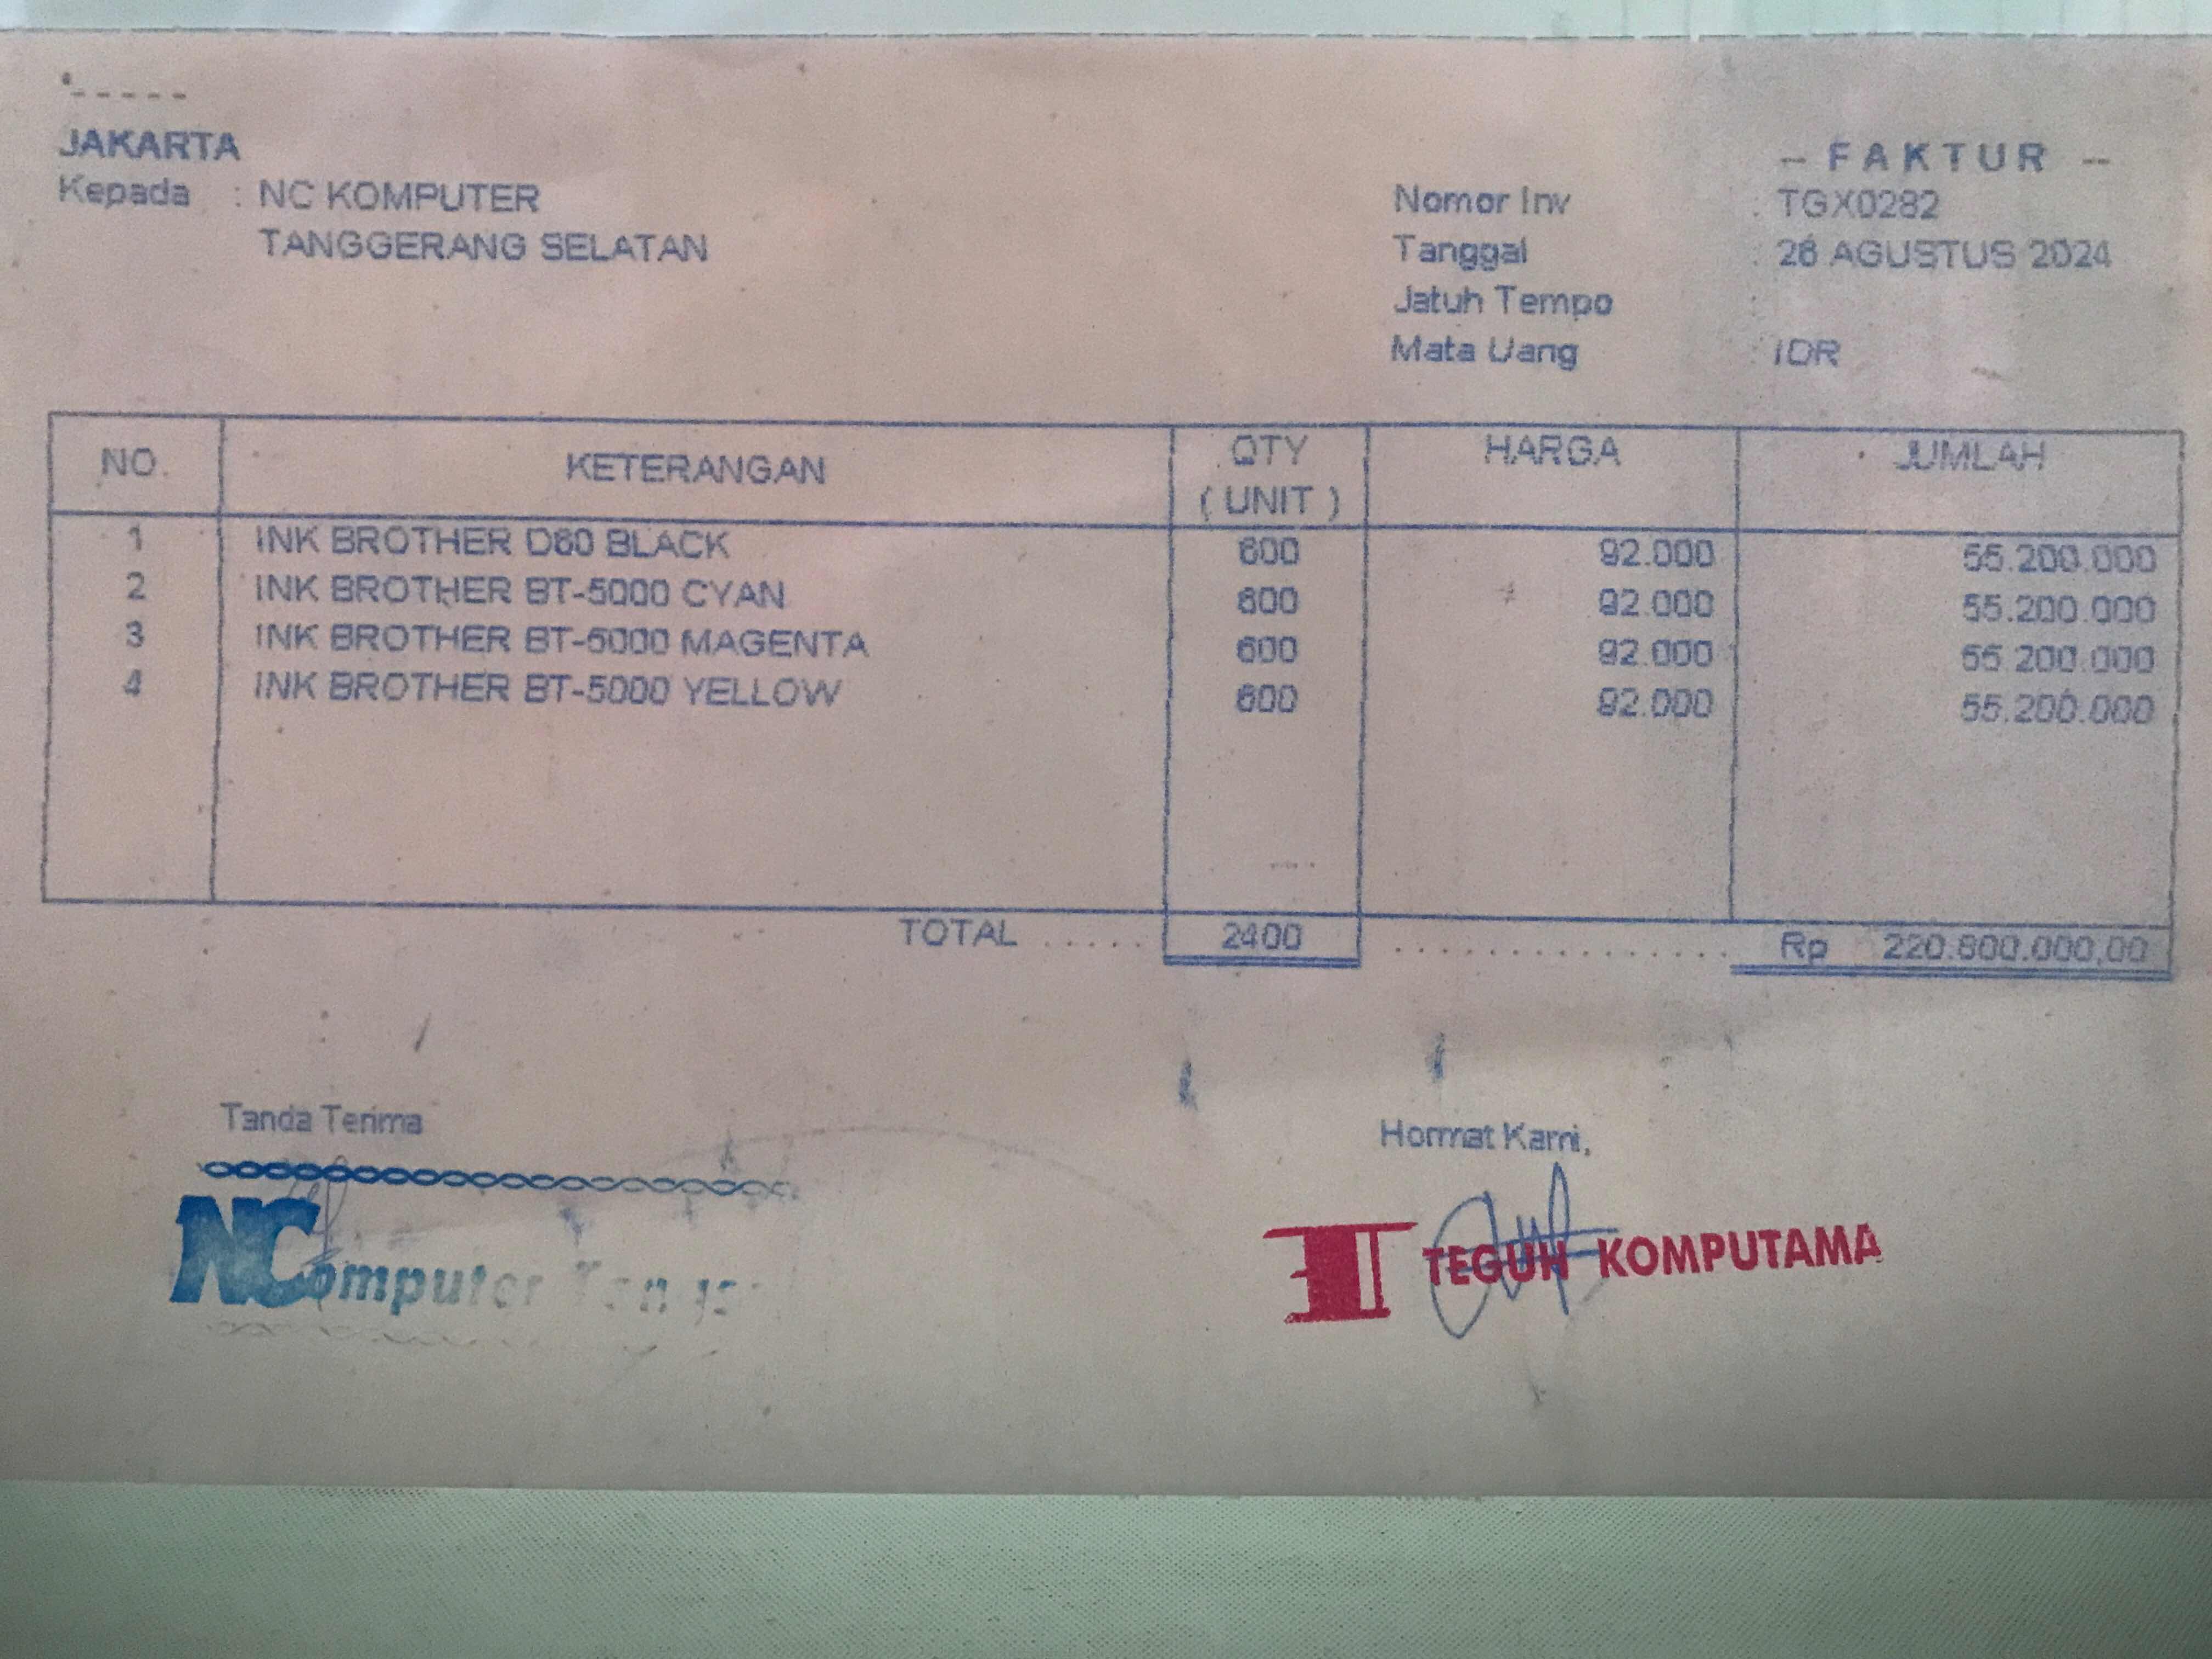 JAKARTA
Kepada : NC KOMPUTER
TANGGERANG SELATAN
-- FAKTUR --
Nomor Inv : TGX0282
Tanggal : 26 AGUSTUS 2024
Jatuh Tempo :
Mata Uang : IDR
NO. KETERANGAN QTY ( UNIT ) HARGA JUMLAH
1 INK BROTHER D60 BLACK 600 92.000 55.200.000
2 INK BROTHER BT-5000 CYAN 600 92.000 55.200.000
3 INK BROTHER BT-5000 MAGENTA 600 92.000 55.200.000
4 INK BROTHER BT-5000 YELLOW 600 92.000 55.200.000
TOTAL ..... 2400 ............... Rp 220.800.000,00
Tanda Terima
Hormat Kami,
NComputer
TEGUH KOMPUTAMA